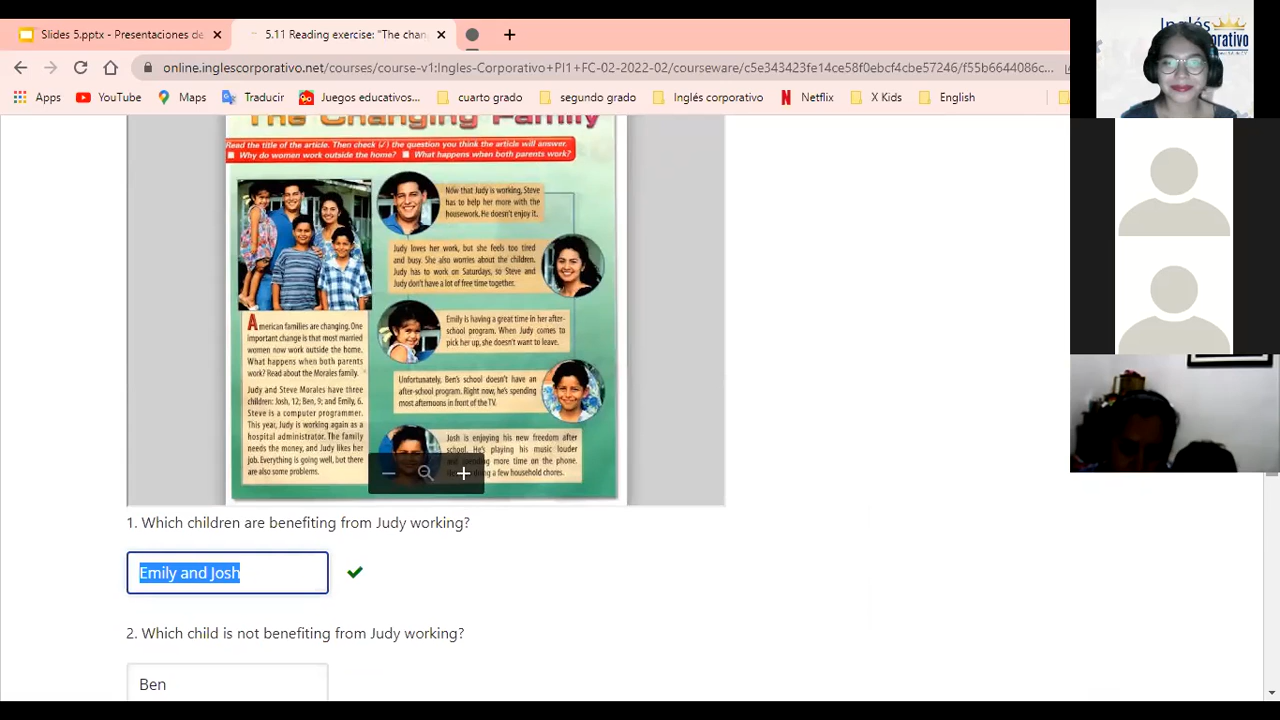 Slides 5.pptx - Presentaciones de
5.11 Reading exercise: "The chan
online.inglescorporativo.net/courses/course-v1:Ingles-Corporativo+PI1+FC-02-2022-02/courseware/c5e343423fe14ce58f0ebcf4cbe57246/f55b6644086c...
Apps YouTube Maps Traducir Juegos educativos... cuarto grado segundo grado Inglés corporativo Netflix X Kids English
Inglés
The Changing Family
Read the title of the article. Then check (✓) the question you think the article will answer.
Why do women work outside the home? What happens when both parents work?
Now that Judy is working, Steve
has to help her more with the
housework. He doesn't enjoy it.
Judy loves her work, but she feels too tired
and busy. She also worries about the children.
Judy has to work on Saturdays, so Steve and
Judy don't have a lot of free time together.
Emily is having a great time in her after-
school program. When Judy comes to
pick her up, she doesn't want to leave.
Unfortunately, Ben's school doesn't have an
after-school program. Right now, he's spending
most afternoons in front of the TV.
Josh is enjoying his new freedom after
school. He's playing his music louder
more time on the phone.
a few household chores.
American families are changing. One
important change is that most married
women now work outside the home.
What happens when both parents
work? Read about the Morales family.
Judy and Steve Morales have three
children: Josh, 12; Ben, 9; and Emily, 6.
Steve is a computer programmer.
This year, Judy is working again as a
hospital administrator. The family
needs the money, and Judy likes her
job. Everything is going well, but there
are also some problems.
1. Which children are benefiting from Judy working?
Emily and Josh
2. Which child is not benefiting from Judy working?
Ben